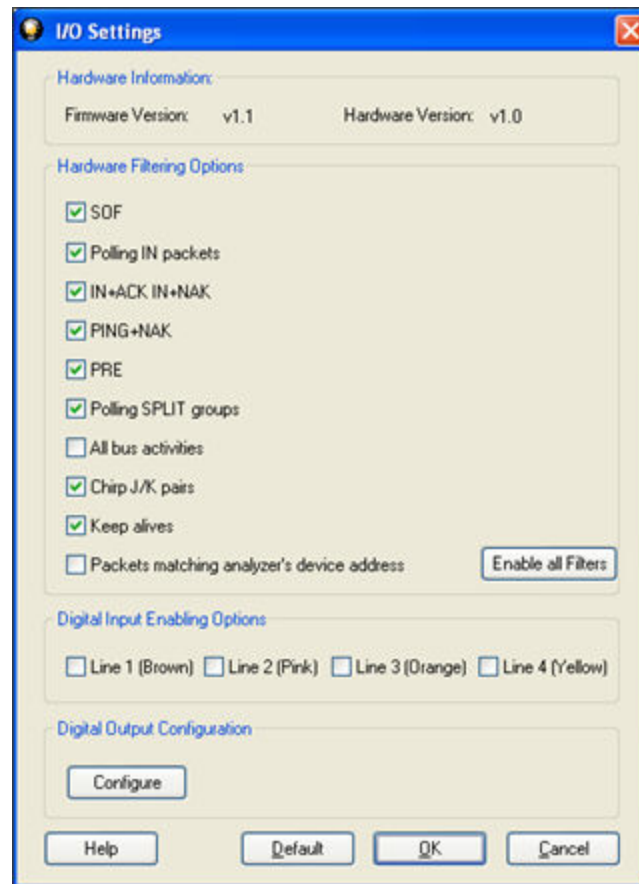 I/O Settings
Hardware Information:
Firmware Version: v1.1 Hardware Version: v1.0
Hardware Filtering Options
SOF
Polling IN packets
IN+ACK IN+NAK
PING+NAK
PRE
Polling SPLIT groups
All bus activities
Chirp J/K pairs
Keep alives
Packets matching analyzer's device address Enable all Filters
Digital Input Enabling Options
Line 1 (Brown) Line 2 (Pink) Line 3 (Orange) Line 4 (Yellow)
Digital Output Configuration
Configure
Help Default OK Cancel